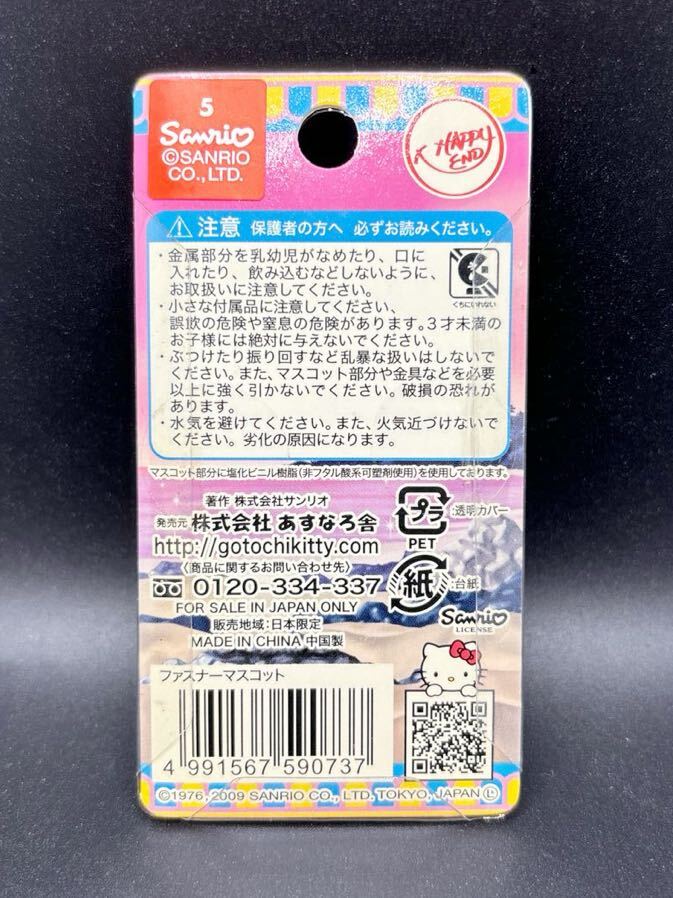 5
Sanrio
©SANRIO
CO., LTD.
HAPPY
END
注意 保護者の方へ 必ずお読みください。
・金属部分を乳幼児がなめたり、口に
入れたり、飲み込むなどしないように、
お取扱いに注意してください。
くちにいれない
・小さな付属品に注意してください、
誤飲の危険や窒息の危険があります。3才未満の
お子様には絶対に与えないでください。
・ぶつけたり振り回すなど乱暴な扱いはしないで
ください。また、マスコット部分や金具などを必要
以上に強く引かないでください。破損の恐れが
あります。
・水気を避けてください。また、火気近づけないで
ください。劣化の原因になります。
マスコット部分に塩化ビニル樹脂(非フタル酸系可塑剤使用)を使用しております。
著作 株式会社サンリオ
発売元 株式会社 あすなろ舎
http://gotochikitty.com
〈商品に関するお問い合わせ先〉
0120-334-337
FOR SALE IN JAPAN ONLY
販売地域:日本限定
MADE IN CHINA 中国製
プラ :透明カバー
PET
紙 :台紙
Sanrio
LICENSE
ファスナーマスコット
4 991567 590737
©1976, 2009 SANRIO CO., LTD. TOKYO, JAPAN Ⓛ